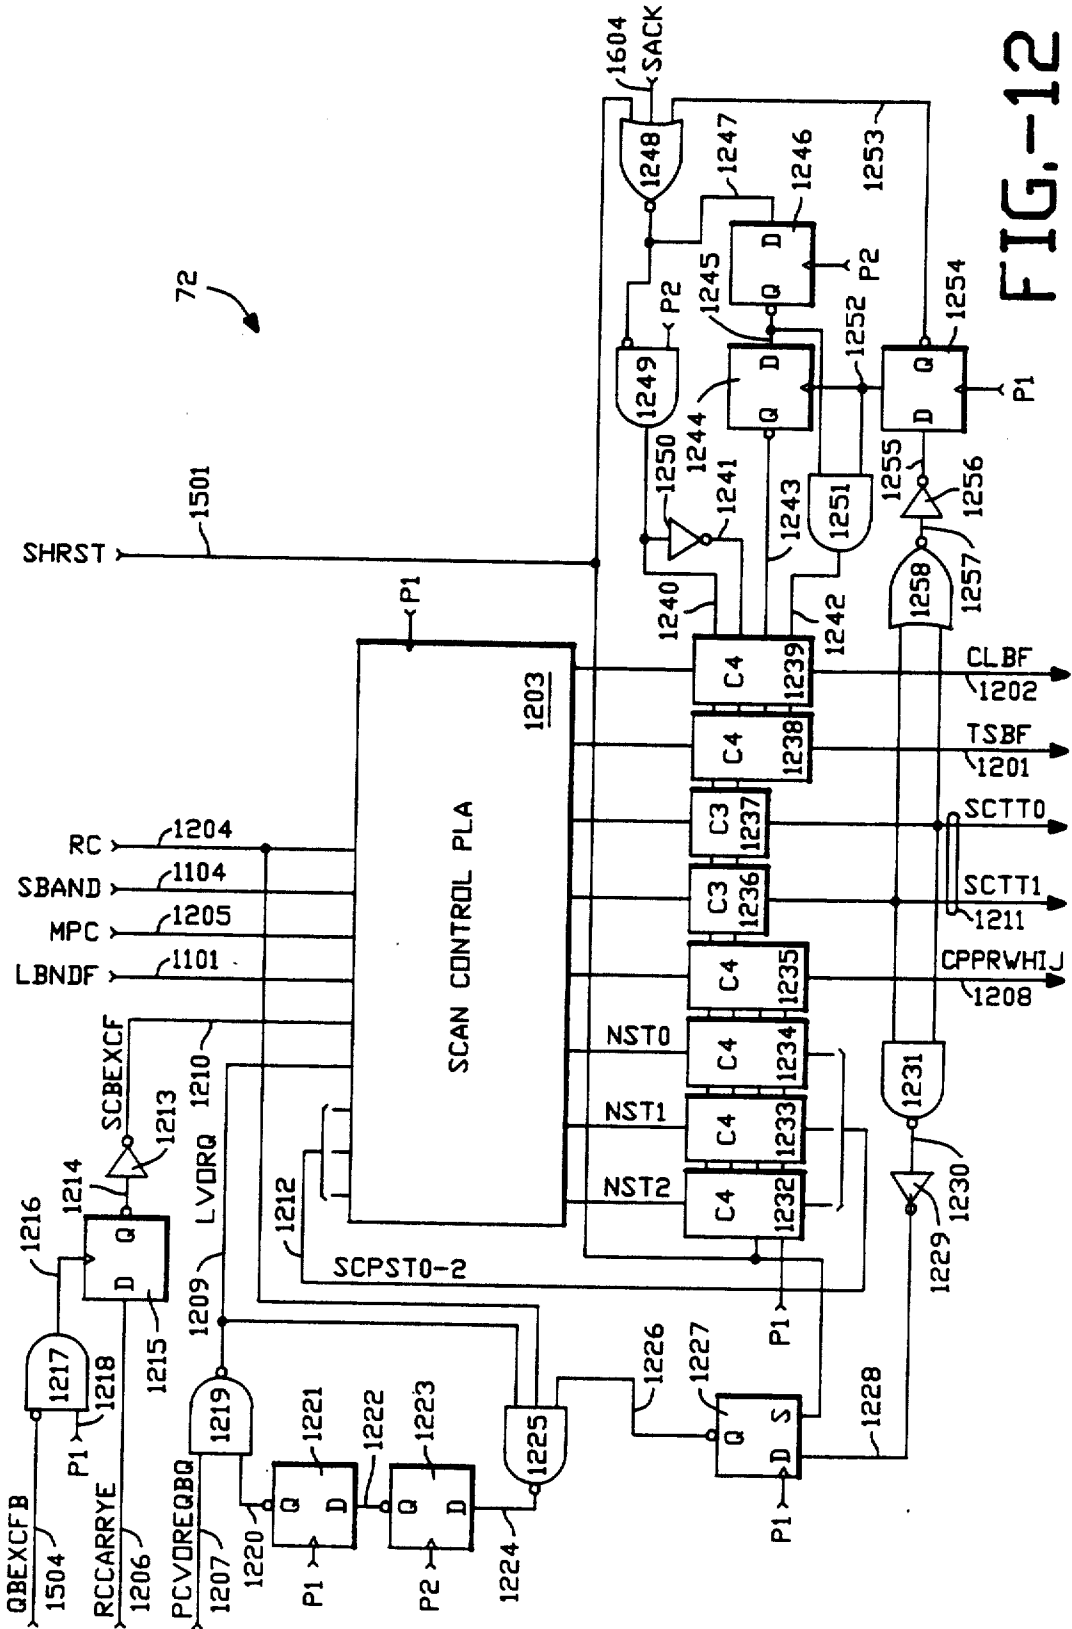 FIG.-12
72
SHRST
1501
1604
SACK
1248
1247
1246
D
Q
P2
1245
1249
P2
1250
1241
1244
D
Q
1243
1251
1252
1253
1254
D
Q
P1
1255
1256
1257
1258
1240
1242
RC
1204
SBAND
1104
MPC
1205
LBNDF
1101
SCBEXCF
1210
1213
1214
LVDRQ
1209
1212
P1
1203
SCAN CONTROL PLA
NST0
NST1
NST2
SCPST0-2
C4
1239
C4
1238
C3
1237
C3
1236
C4
1235
C4
1234
C4
1233
C4
1232
P1
CLBF
1202
TSBF
1201
SCTT0
SCTT1
1211
CPPRWHIJ
1208
1231
1230
1229
1228
1216
1217
1218
P1
D
Q
1215
1219
1220
Q
D
1221
P1
1222
Q
D
1223
P2
1224
1225
1226
1227
Q
D
S
P1
QBEXCFB
1504
RCCARRYE
1206
PCVDREQBQ
1207